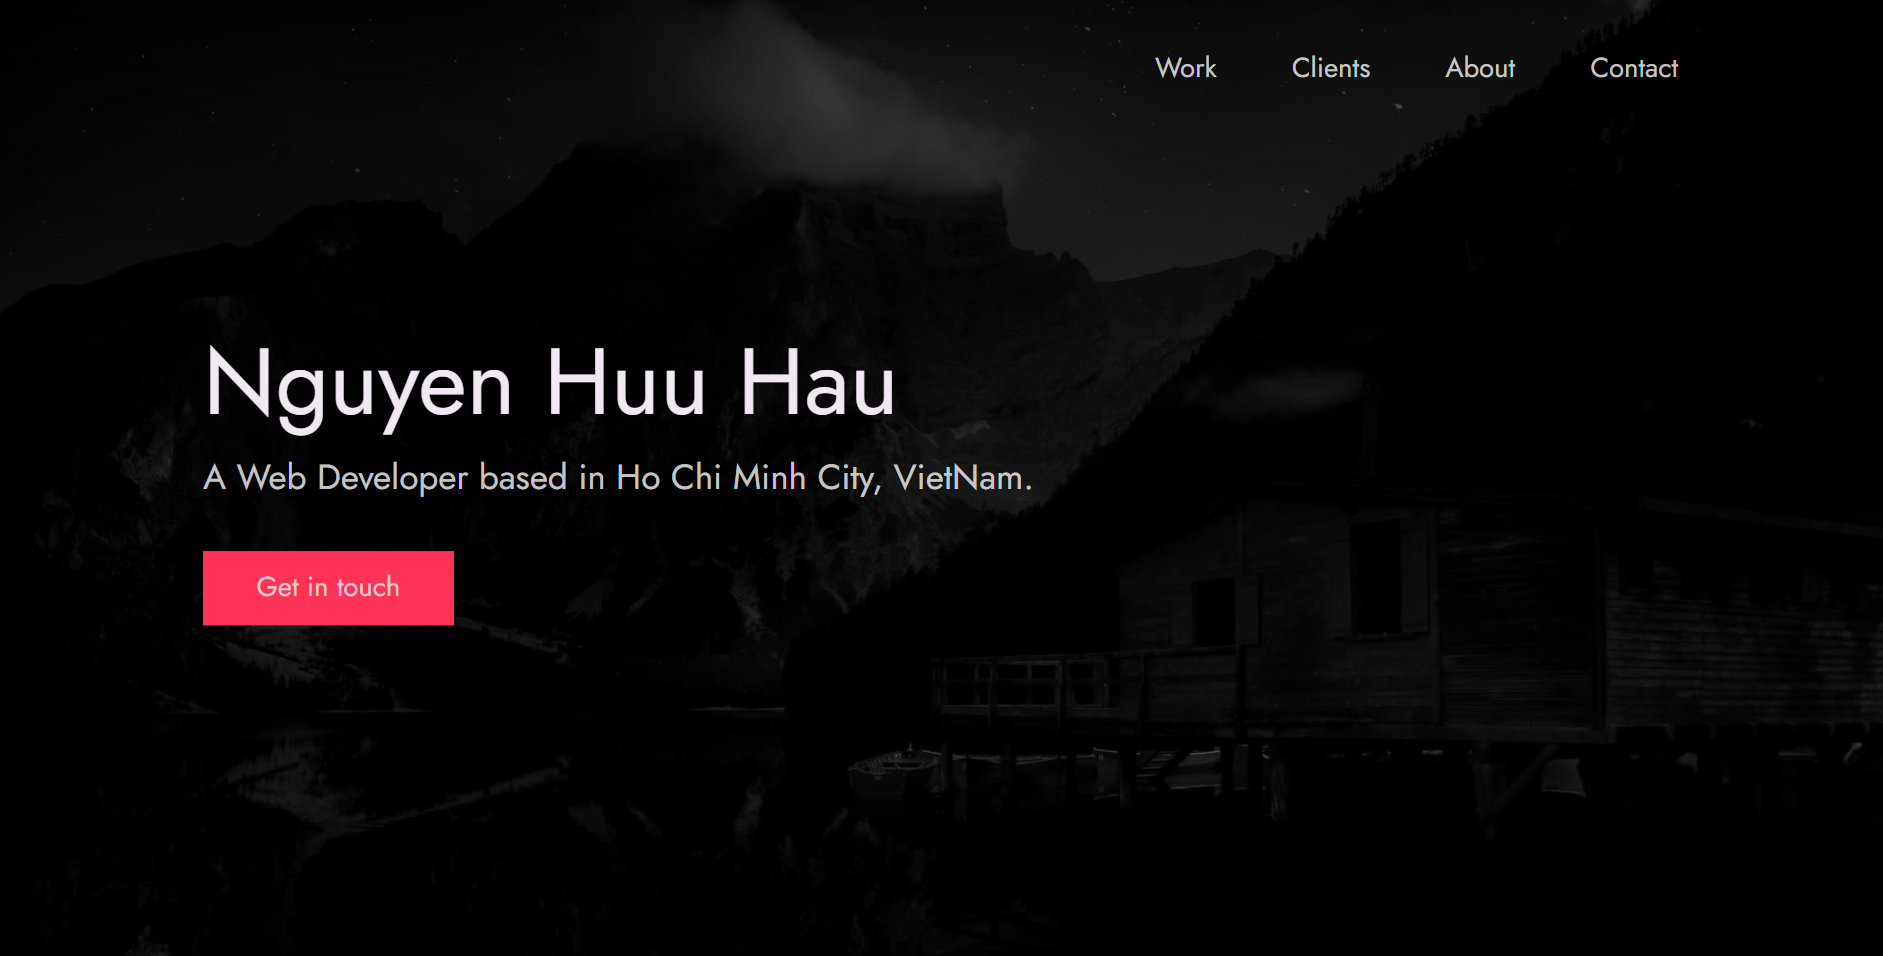 Work Clients About Contact
Nguyen Huu Hau
A Web Developer based in Ho Chi Minh City, VietNam.
Get in touch